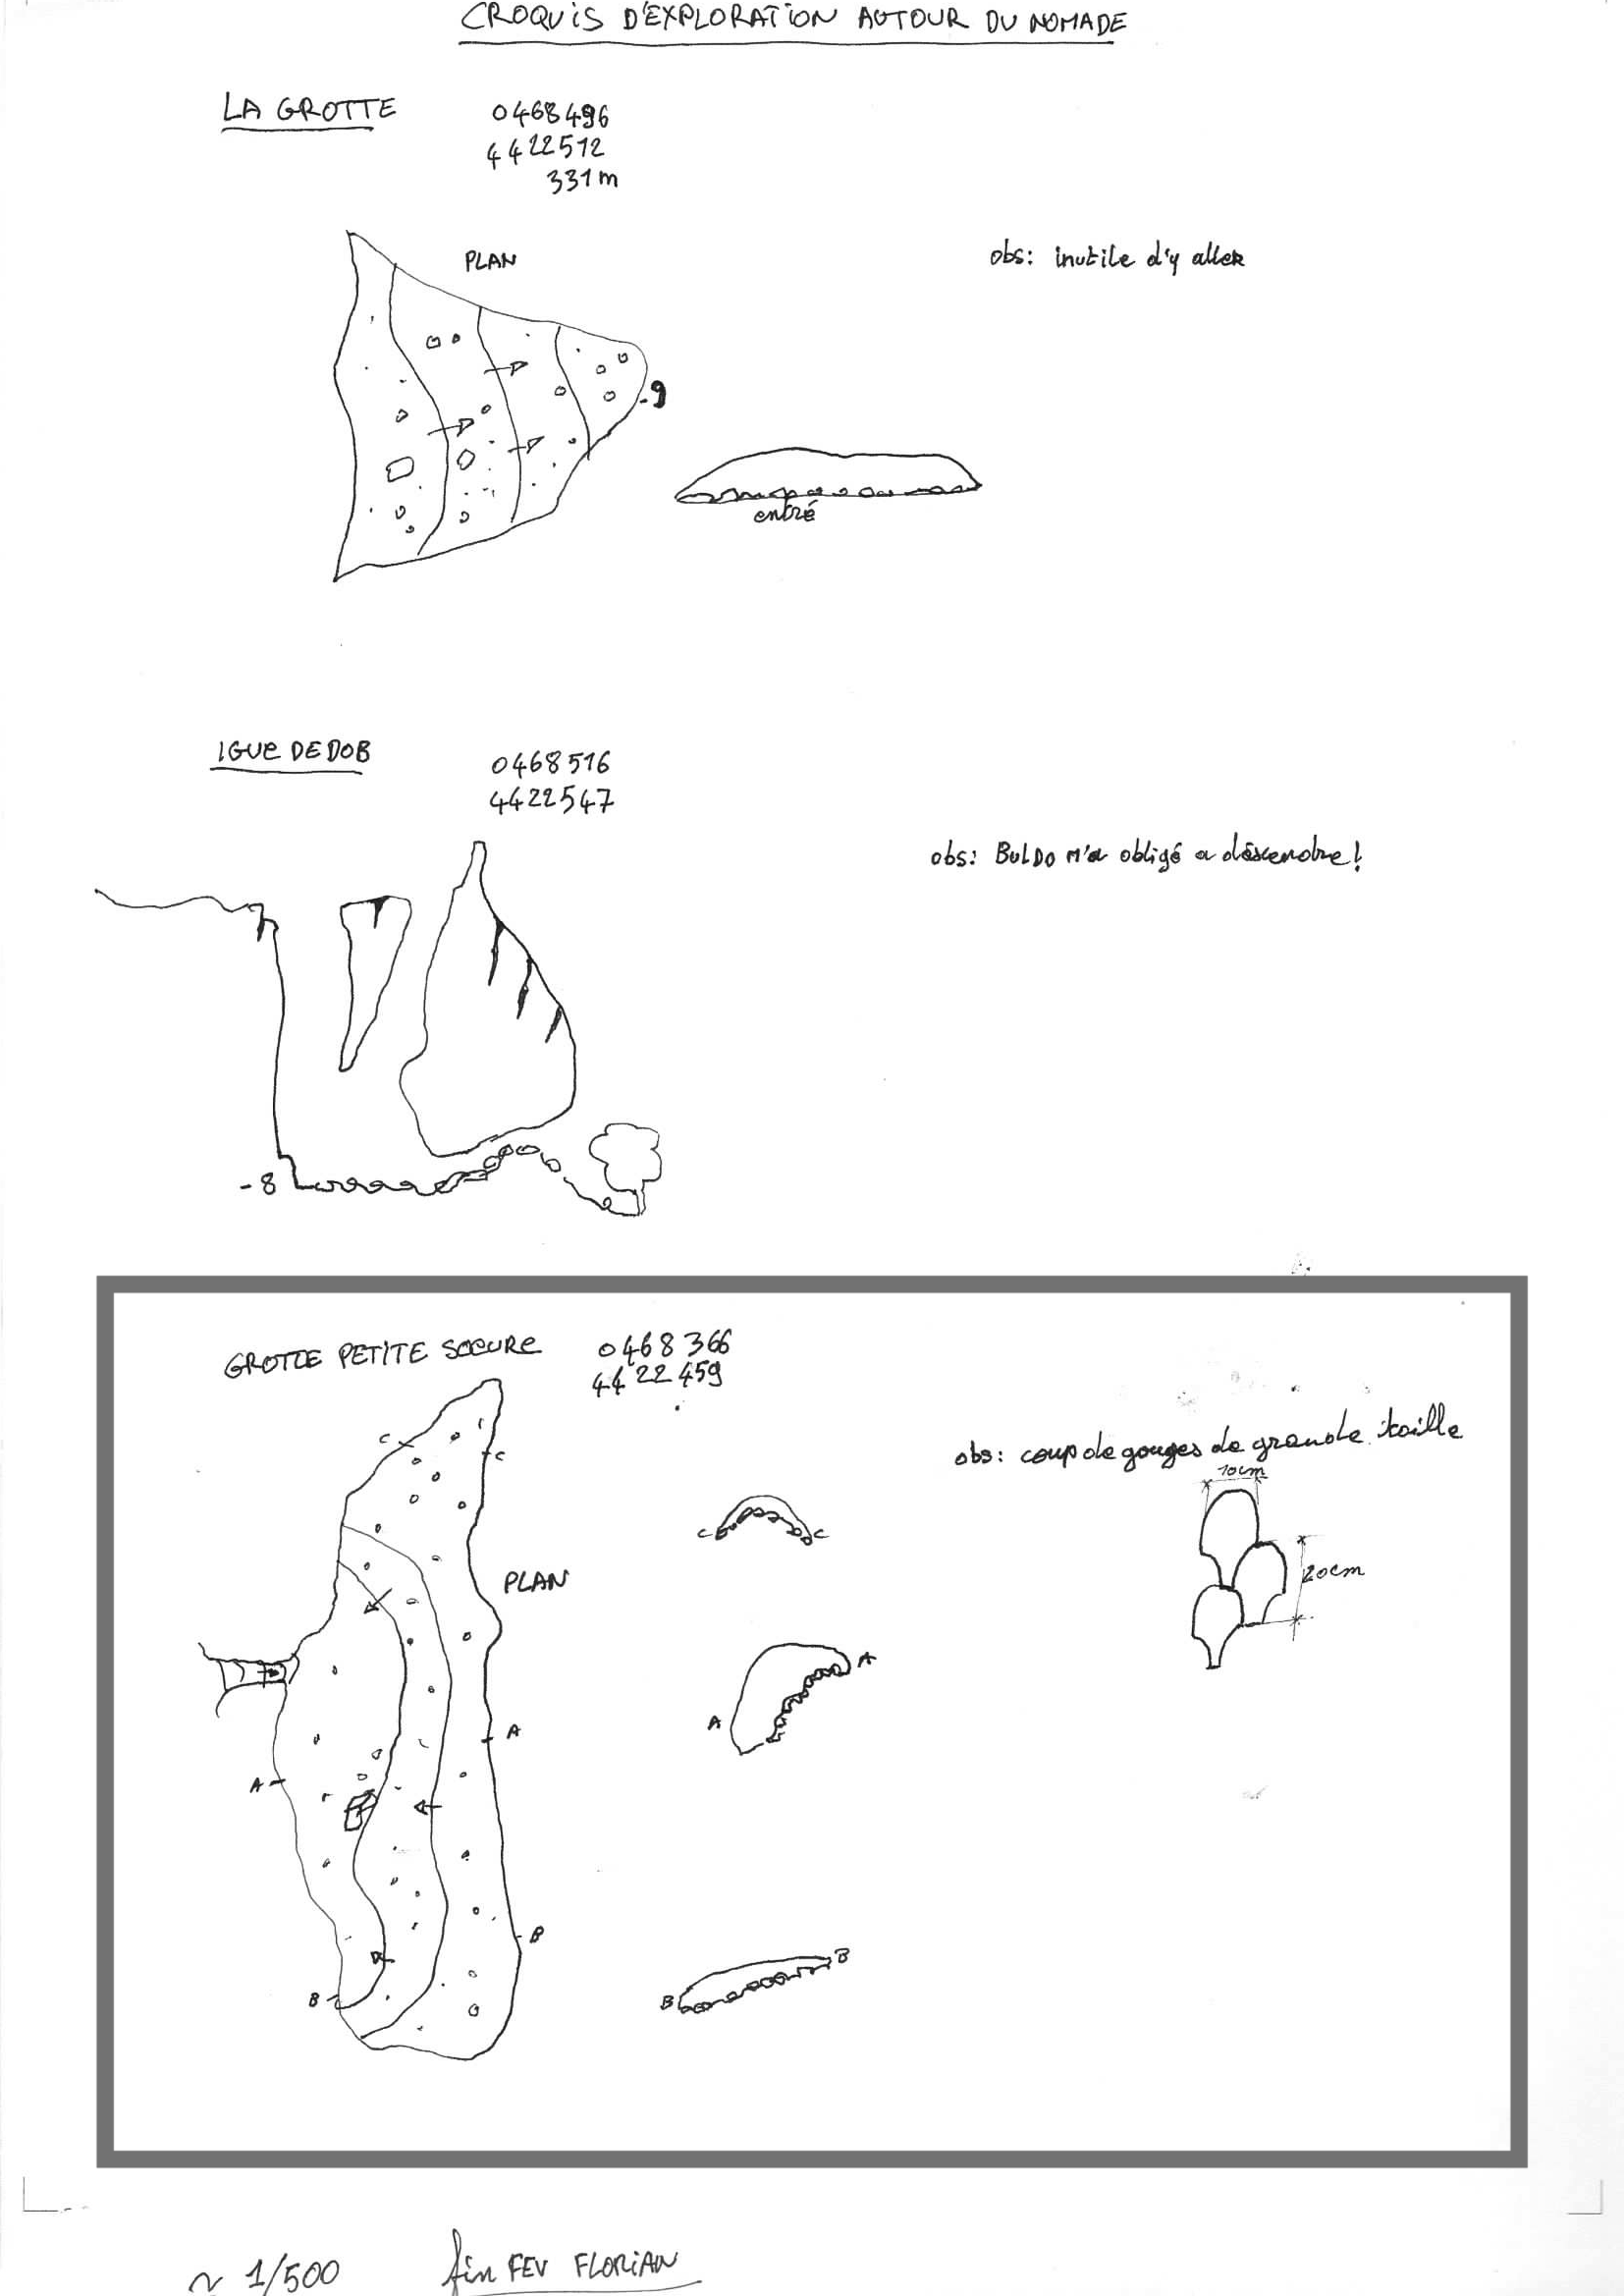 CROQUIS D'EXPLORATION AUTOUR DU NOMADE
LA GROTTE
0468496
4422512
331m
PLAN
obs: inutile d'y aller
-9
entré
IGUE DE DOB
0468516
4422547
obs: BULDO M'a obligé a déscendre!
-8
GROTTE PETITE SOEURE
0468366
4422459
C
C
obs: coup de gouges de grande taille
10cm
C
C
PLAN
20cm
A
A
A
A
B
B
B
B
~ 1/500
fin FEV FLORIAN